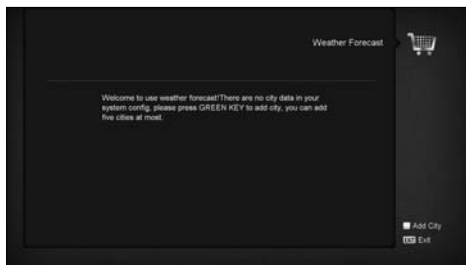 Weather Forecast
Welcome to use weather forecast!There are no city data in your
system config, please press GREEN KEY to add city, you can add
five cities at most.
Add City
EXIT Exit